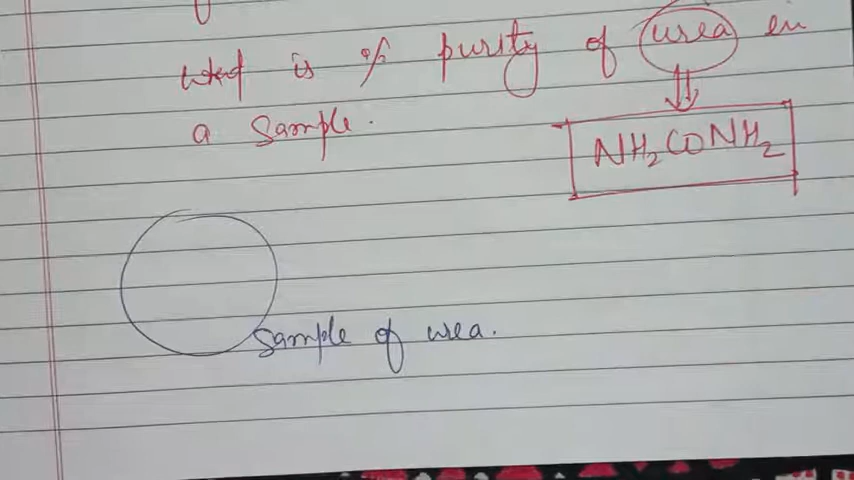 what is % purity of urea in
a sample.
NH₂CONH₂
sample of urea.